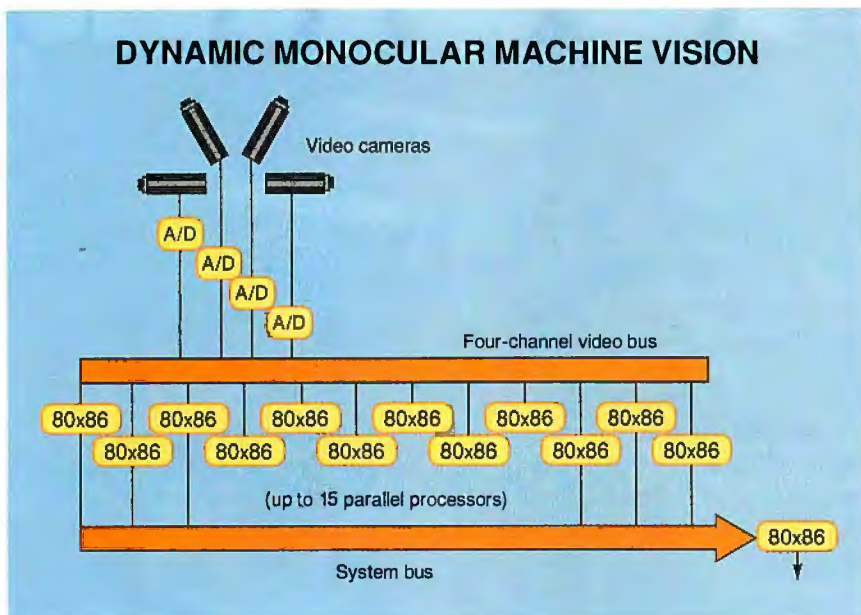 DYNAMIC MONOCULAR MACHINE VISION
Video cameras
A/D
A/D
A/D
A/D
Four-channel video bus
80x86 80x86 80x86 80x86 80x86 80x86
80x86 80x86 80x86 80x86 80x86 80x86
(up to 15 parallel processors)
80x86
System bus